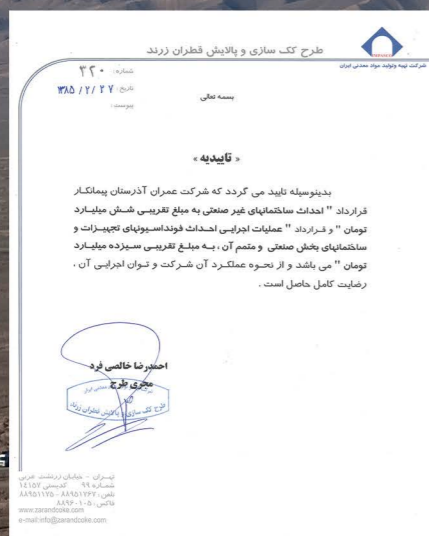 طرح کک سازی و پالایش قطران زرند
شرکت تهیه وتولید مواد معدنی ایران
شماره: ۳۲۰
تاریخ: ۱۳۸۵/۲/۲۷
پیوست:
بسمه تعالی
« تاییدیه »
بدینوسیله تایید می گردد که شرکت عمران آذرستان پیمانکار
قرارداد " احداث ساختمانهای غیر صنعتی به مبلغ تقریبی شش میلیارد
تومان " و قرارداد " عملیات اجرایی احداث فونداسیونهای تجهیزات و
ساختمانهای بخش صنعتی و متمم آن ، به مبلغ تقریبی سیزده میلیارد
تومان " می باشد و از نحوه عملکرد آن شرکت و توان اجرایی آن ،
رضایت کامل حاصل است .
احمدرضا خالصی فرد
مجری طرح
طرح کک سازی و پالایش قطران زرند
تهران - خیابان زرتشت غربی
شماره ۹۹ کدپستی ۱۴۱۵۷
تلفن: ۸۸۹۵۱۷۶۷ - ۸۸۹۵۱۱۷۵
فاکس: ۸۸۹۶۰۱۰۵
www.zarandcoke.com
e-mail:info@zarandcoke.com